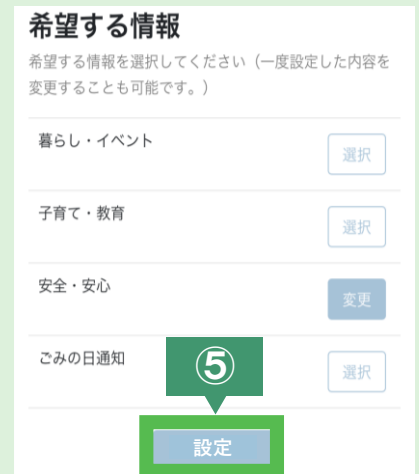 希望する情報
希望する情報を選択してください（一度設定した内容を
変更することも可能です。）
暮らし・イベント
選択
子育て・教育
選択
安全・安心
変更
ごみの日通知
⑤
選択
設定